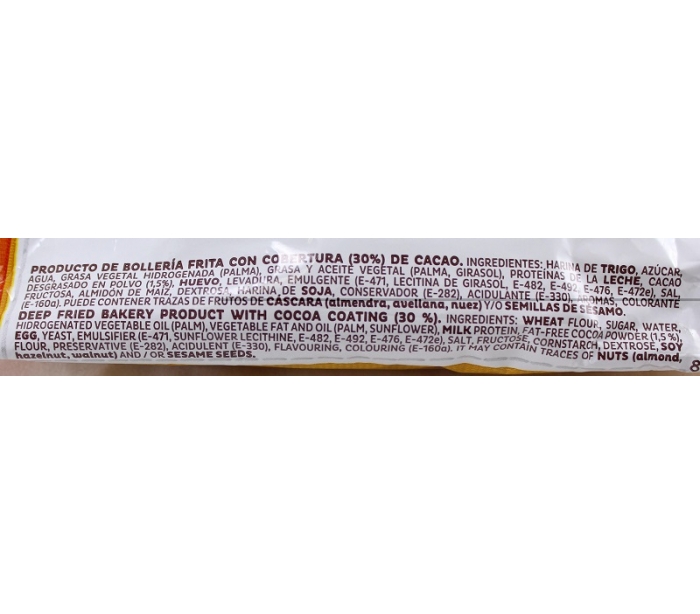 PRODUCTO DE BOLLERÍA FRITA CON COBERTURA (30%) DE CACAO. INGREDIENTES: HARINA DE TRIGO, AZÚCAR,
AGUA, GRASA VEGETAL HIDROGENADA (PALMA), GRASA Y ACEITE VEGETAL (PALMA, GIRASOL), PROTEÍNAS DE LA LECHE, CACAO
DESGRASADO EN POLVO (1,5%), HUEVO, LEVADURA, EMULGENTE (E-471, LECITINA DE GIRASOL, E-482, E-492, E-476, E-472e), SAL,
FRUCTOSA, ALMIDÓN DE MAÍZ, DEXTROSA, HARINA DE SOJA, CONSERVADOR (E-282), ACIDULANTE (E-330), AROMAS, COLORANTE
(E-160a). PUEDE CONTENER TRAZAS DE FRUTOS DE CÁSCARA (almendra, avellana, nuez) Y/O SEMILLAS DE SÉSAMO.
DEEP FRIED BAKERY PRODUCT WITH COCOA COATING (30 %). INGREDIENTS: WHEAT FLOUR, SUGAR, WATER,
HIDROGENATED VEGETABLE OIL (PALM), VEGETABLE FAT AND OIL (PALM, SUNFLOWER), MILK PROTEIN, FAT-FREE COCOA POWDER (1,5 %),
EGG, YEAST, EMULSIFIER (E-471, SUNFLOWER LECITHINE, E-482, E-492, E-476, E-472e), SALT, FRUCTOSE, CORNSTARCH, DEXTROSE, SOY
FLOUR, PRESERVATIVE (E-282), ACIDULENT (E-330), FLAVOURING, COLOURING (E-160a). IT MAY CONTAIN TRACES OF NUTS (almond,
hazelnut, walnut) AND / OR SESAME SEEDS.
8